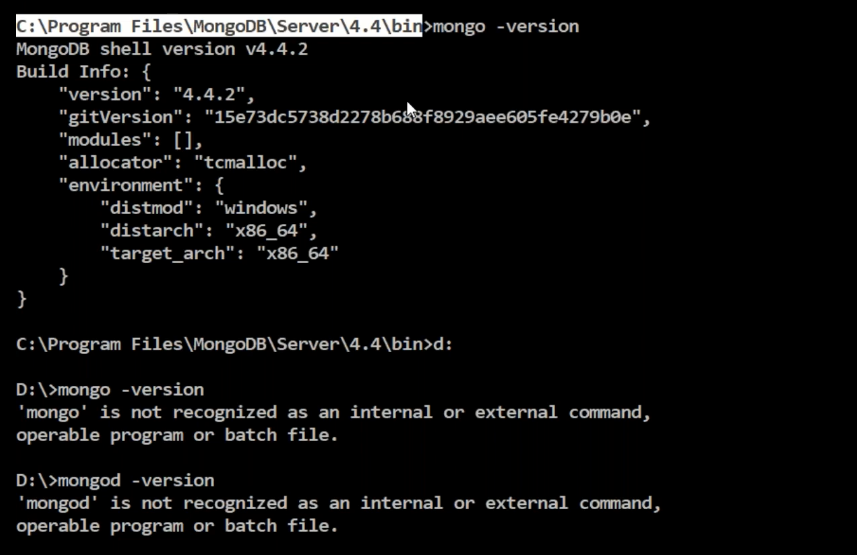 C:\Program Files\MongoDB\Server\4.4\bin>mongo -version
MongoDB shell version v4.4.2
Build Info: {
    "version": "4.4.2",
    "gitVersion": "15e73dc5738d2278b688f8929aee605fe4279b0e",
    "modules": [],
    "allocator": "tcmalloc",
    "environment": {
        "distmod": "windows",
        "distarch": "x86_64",
        "target_arch": "x86_64"
    }
}
C:\Program Files\MongoDB\Server\4.4\bin>d:
D:\>mongo -version
'mongo' is not recognized as an internal or external command,
operable program or batch file.
D:\>mongod -version
'mongod' is not recognized as an internal or external command,
operable program or batch file.